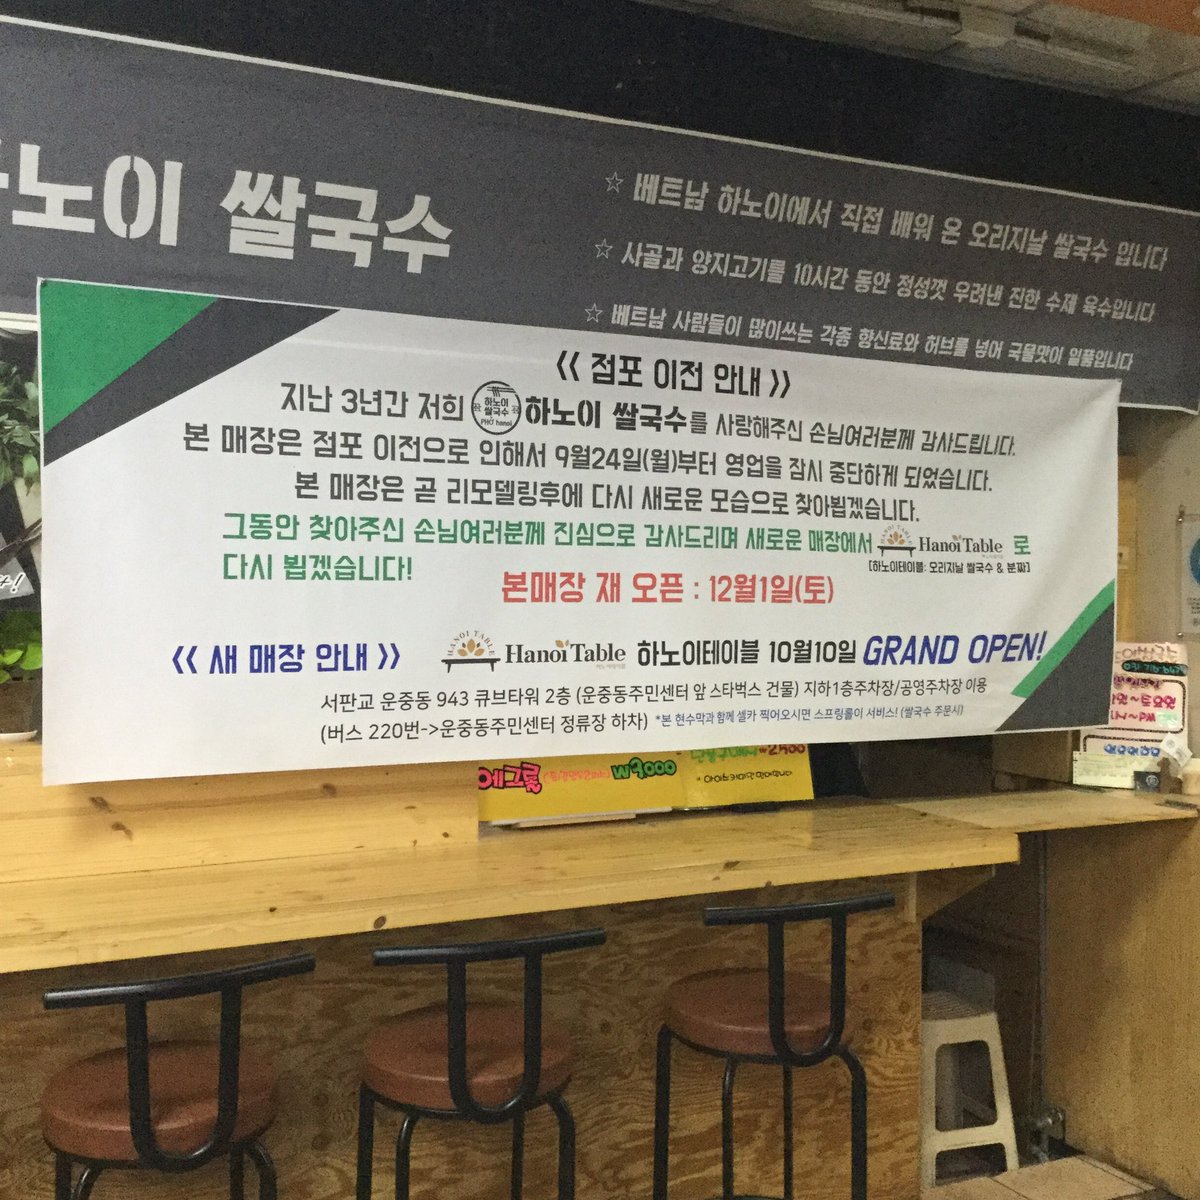 하노이 쌀국수
☆ 베트남 하노이에서 직접 배워 온 오리지날 쌀국수 입니다
☆ 사골과 양지고기를 10시간 동안 정성껏 우려낸 진한 수제 육수입니다
☆ 베트남 사람들이 많이쓰는 각종 향신료와 허브를 넣어 국물맛이 일품입니다
<< 점포 이전 안내 >>
지난 3년간 저희 하노이 쌀국수 PHỞ hanoi 하노이 쌀국수를 사랑해주신 손님여러분께 감사드립니다.
본 매장은 점포 이전으로 인해서 9월24일(월)부터 영업을 잠시 중단하게 되었습니다.
본 매장은 곧 리모델링후에 다시 새로운 모습으로 찾아뵙겠습니다.
그동안 찾아주신 손님여러분께 진심으로 감사드리며 새로운 매장에서 HANOI TABLE Hanoi Table 로
[하노이테이블: 오리지날 쌀국수 & 분짜]
다시 뵙겠습니다!
본매장 재 오픈 : 12월1일(토)
<< 새 매장 안내 >> HANOI TABLE Hanoi Table 하노이테이블 10월10일 GRAND OPEN!
서판교 운중동 943 큐브타워 2층 (운중동주민센터 앞 스타벅스 건물) 지하1층주차장/공영주차장 이용
(버스 220번->운중동주민센터 정류장 하차) *본 현수막과 함께 셀카 찍어오시면 스프링롤이 서비스! (쌀국수 주문시)
에그롤 ₩3000